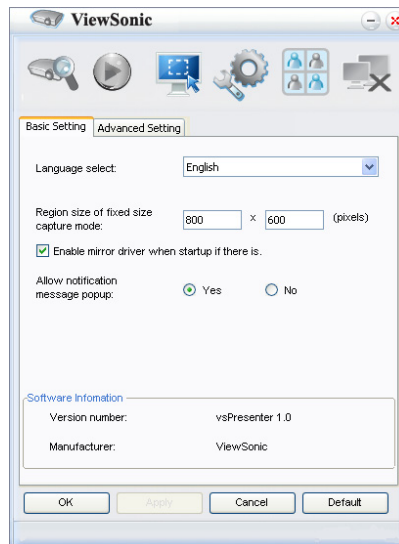 ViewSonic
Basic Setting Advanced Setting
Language select: English
Region size of fixed size
capture mode: 800 x 600 (pixels)
Enable mirror driver when startup if there is.
Allow notification
message popup: Yes No
Software Infomation
Version number: vsPresenter 1.0
Manufacturer: ViewSonic
OK Apply Cancel Default